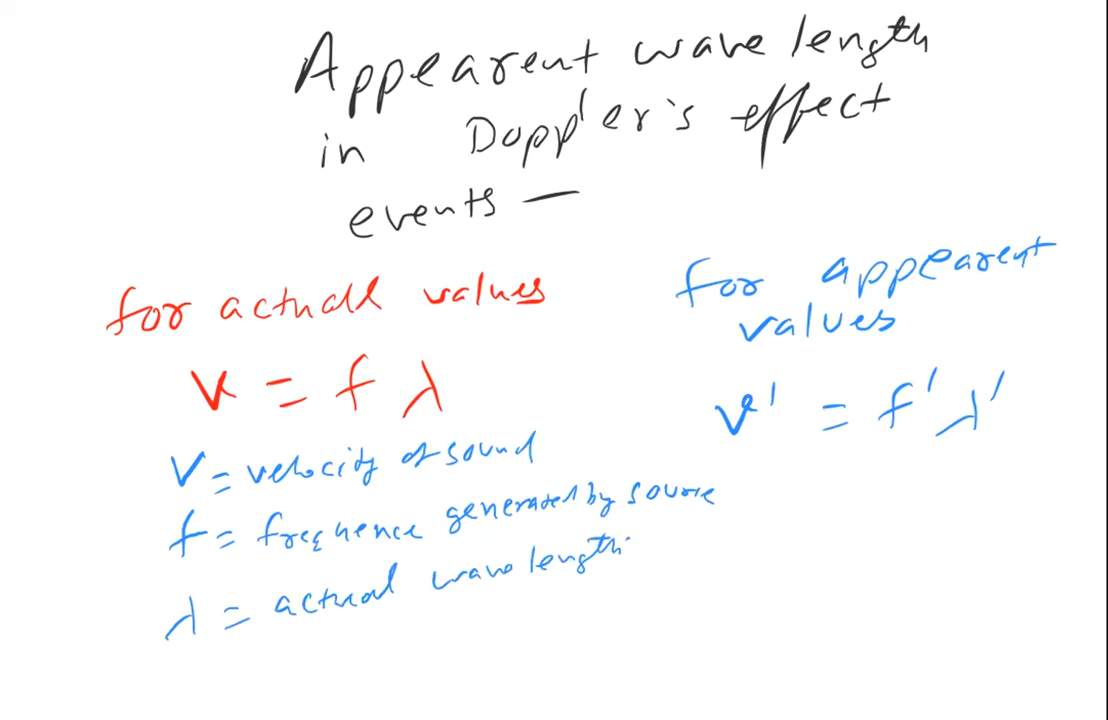 Appearent wave length
in Doppler's effect
events —
for actuall values
v = f λ
v = velocity of sound
f = frequence generated by source
λ = actual wave length
for appearent
values
v' = f' λ'